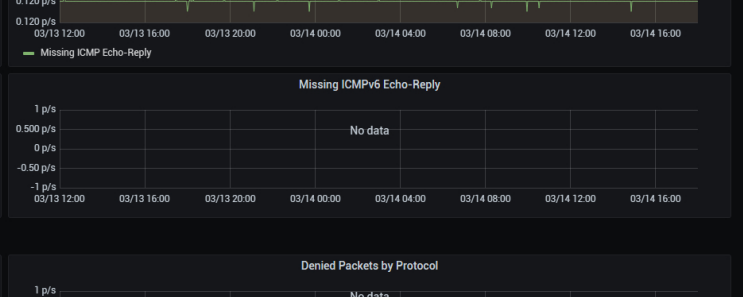 0.120 p/s
0.120 p/s
03/13 12:00 03/13 16:00 03/13 20:00 03/14 00:00 03/14 04:00 03/14 08:00 03/14 12:00 03/14 16:00
Missing ICMP Echo-Reply
Missing ICMPv6 Echo-Reply
1 p/s
0.500 p/s
No data
0 p/s
-0.50 p/s
-1 p/s
03/13 12:00 03/13 16:00 03/13 20:00 03/14 00:00 03/14 04:00 03/14 08:00 03/14 12:00 03/14 16:00
Denied Packets by Protocol
1 p/s
No data